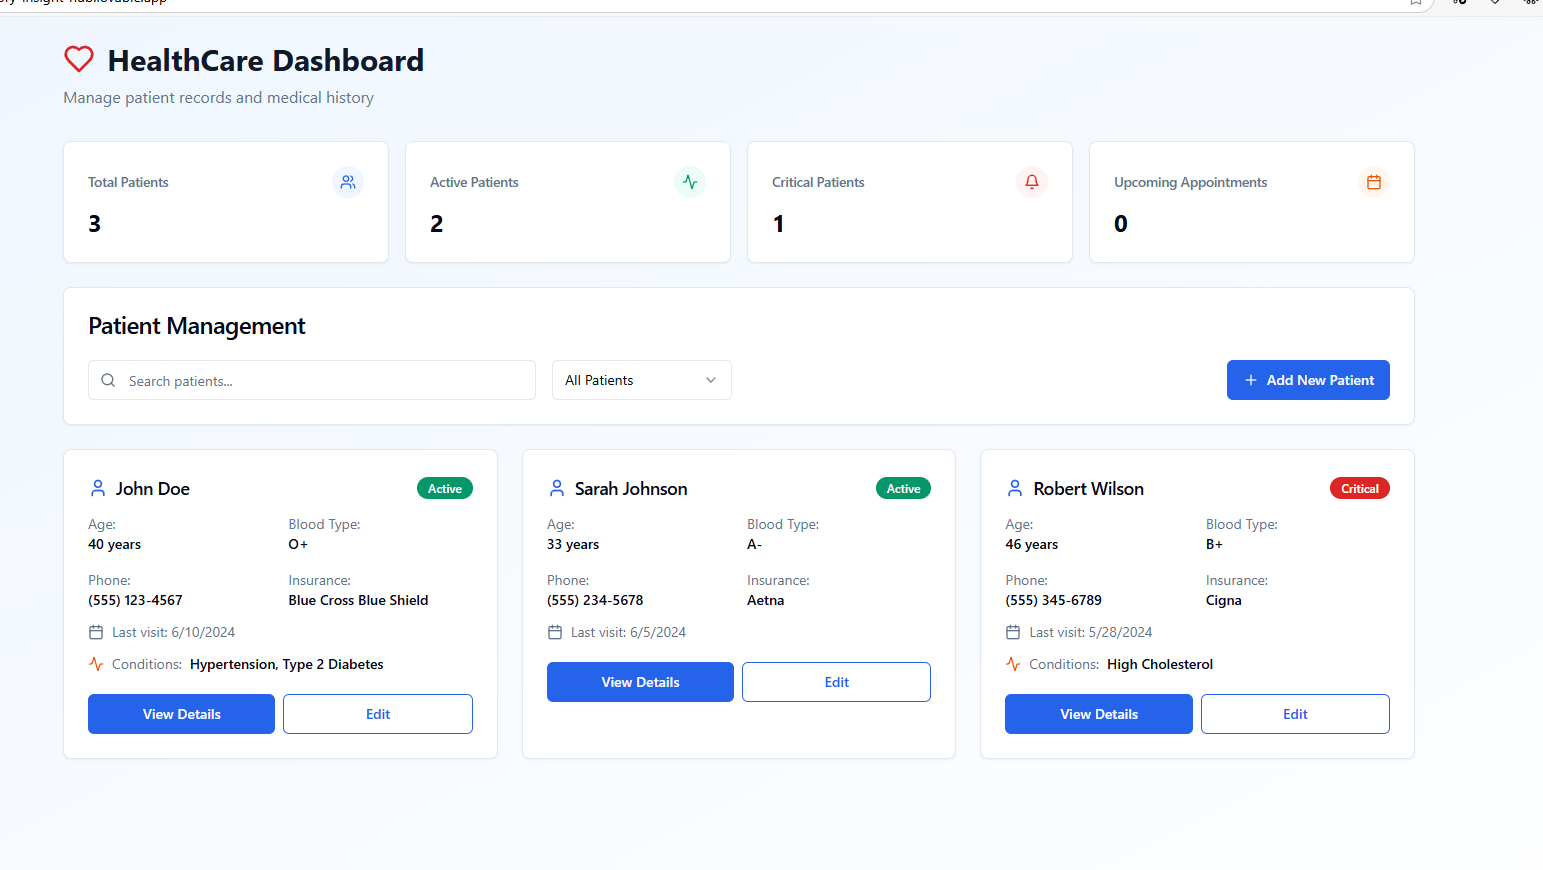 HealthCare Dashboard
Manage patient records and medical history
Total Patients
3
Active Patients
2
Critical Patients
1
Upcoming Appointments
0
Patient Management
Search patients...
All Patients
Add New Patient
John Doe
Active
Age:
40 years
Blood Type:
O+
Phone:
(555) 123-4567
Insurance:
Blue Cross Blue Shield
Last visit: 6/10/2024
Conditions: Hypertension, Type 2 Diabetes
View Details
Edit
Sarah Johnson
Active
Age:
33 years
Blood Type:
A-
Phone:
(555) 234-5678
Insurance:
Aetna
Last visit: 6/5/2024
View Details
Edit
Robert Wilson
Critical
Age:
46 years
Blood Type:
B+
Phone:
(555) 345-6789
Insurance:
Cigna
Last visit: 5/28/2024
Conditions: High Cholesterol
View Details
Edit